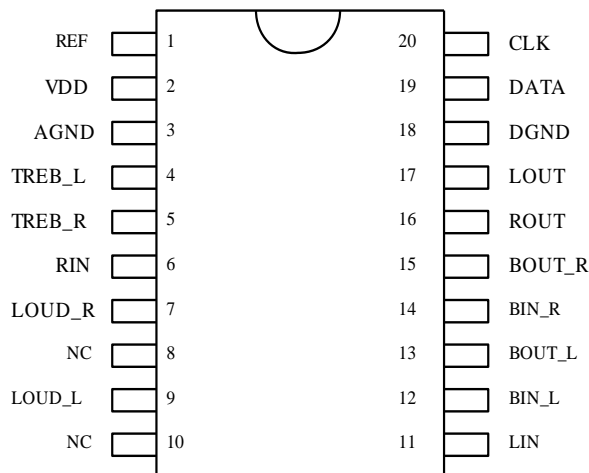 REF 1 20 CLK
VDD 2 19 DATA
AGND 3 18 DGND
TREB_L 4 17 LOUT
TREB_R 5 16 ROUT
RIN 6 15 BOUT_R
LOUD_R 7 14 BIN_R
NC 8 13 BOUT_L
LOUD_L 9 12 BIN_L
NC 10 11 LIN